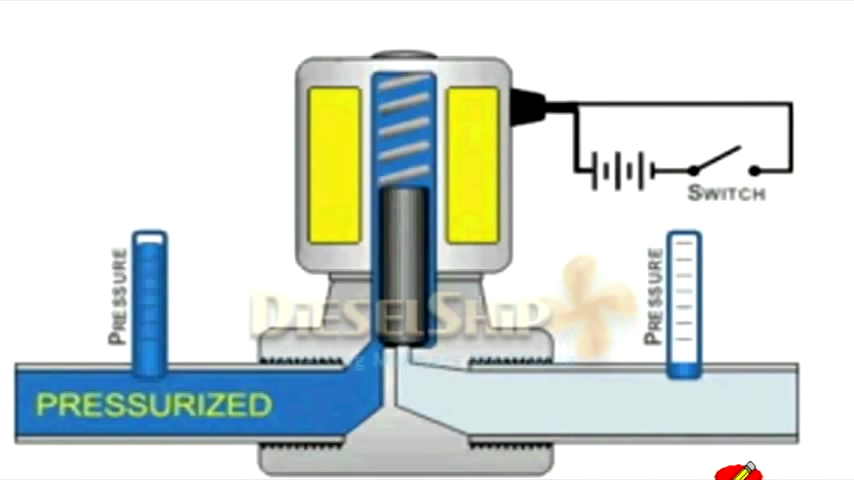 SWITCH
PRESSURE
PRESSURE
DIESELSHIP
PRESSURIZED